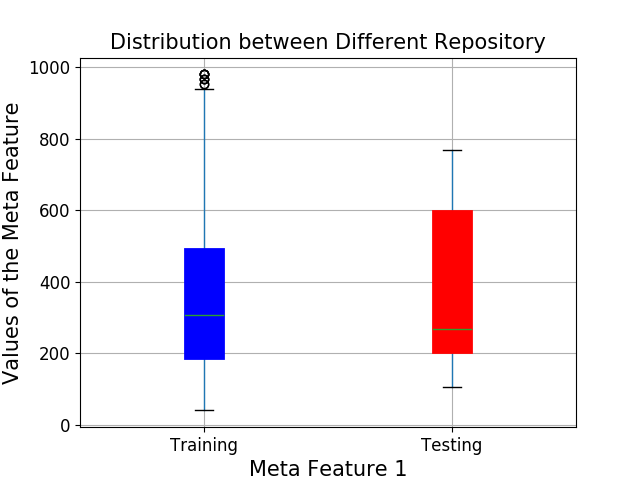 Distribution between Different Repository
Values of the Meta Feature
1000
800
600
400
200
0
Training
Testing
Meta Feature 1